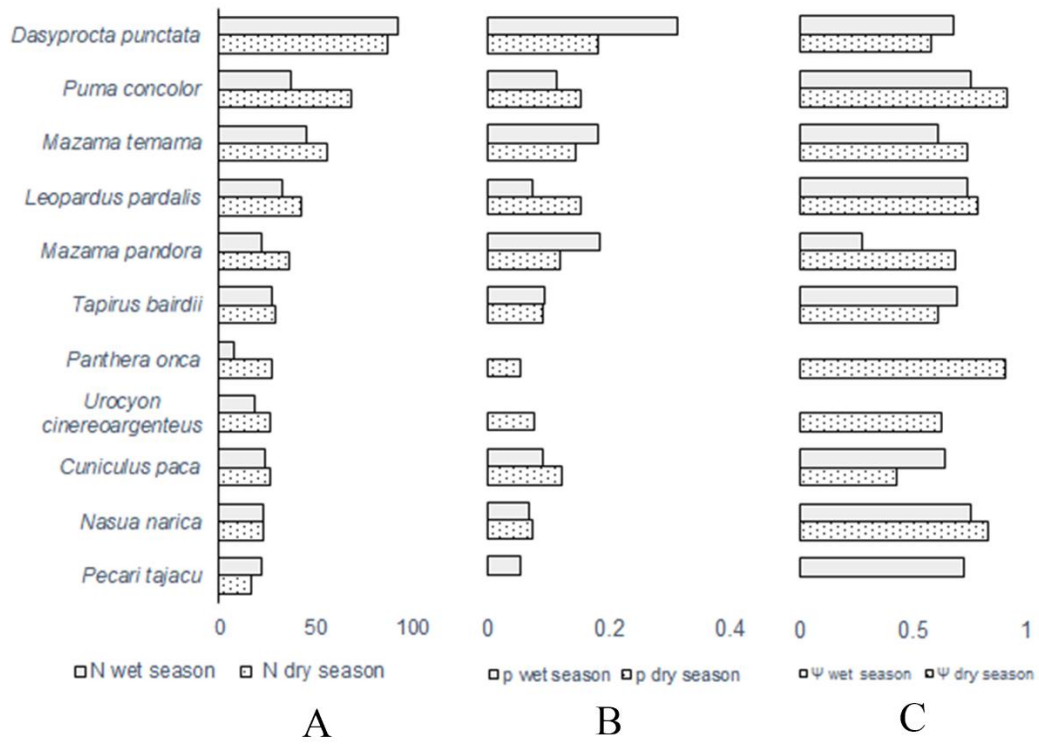 Dasyprocta punctata
Puma concolor
Mazama temama
Leopardus pardalis
Mazama pandora
Tapirus bairdii
Panthera onca
Urocyon
cinereoargenteus
Cuniculus paca
Nasua narica
Pecari tajacu
0 50 100
0 0.2 0.4
0 0.5 1
N wet season N dry season
p wet season p dry season
Ψ wet season Ψ dry season
A
B
C